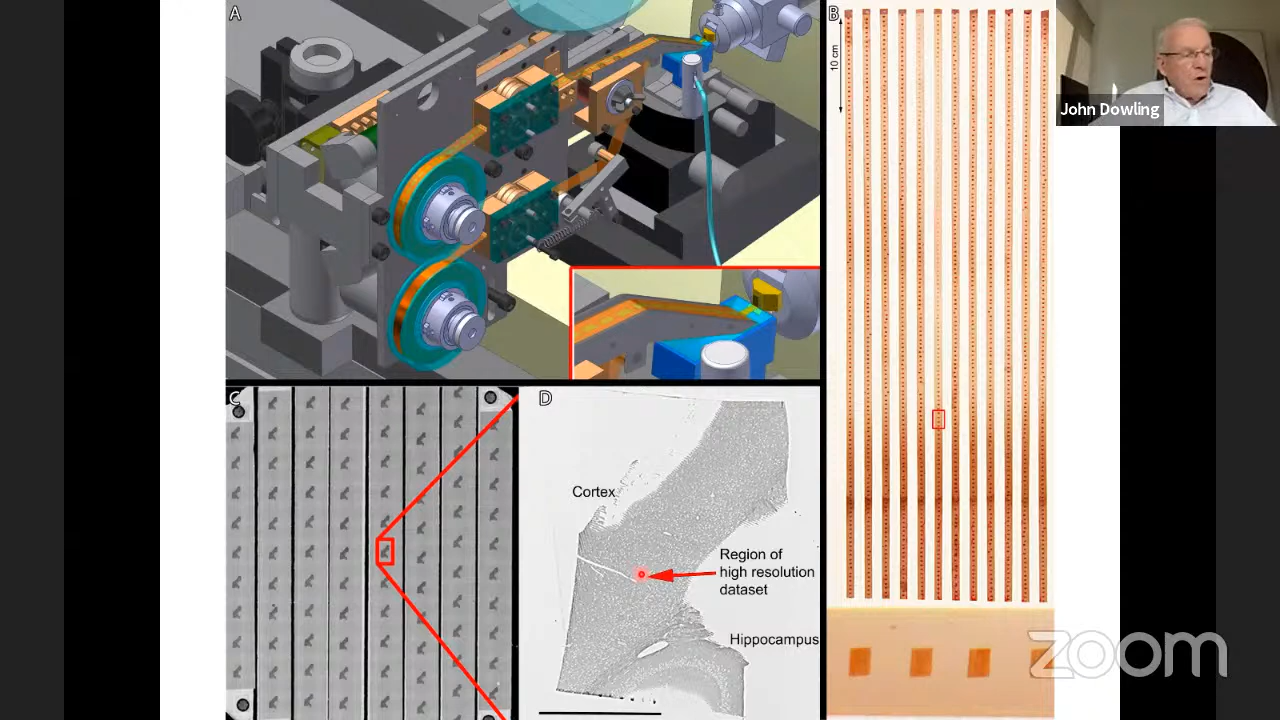 A
B
10 cm
John Dowling
C
D
Cortex
Region of
high resolution
dataset
Hippocampus
zoom